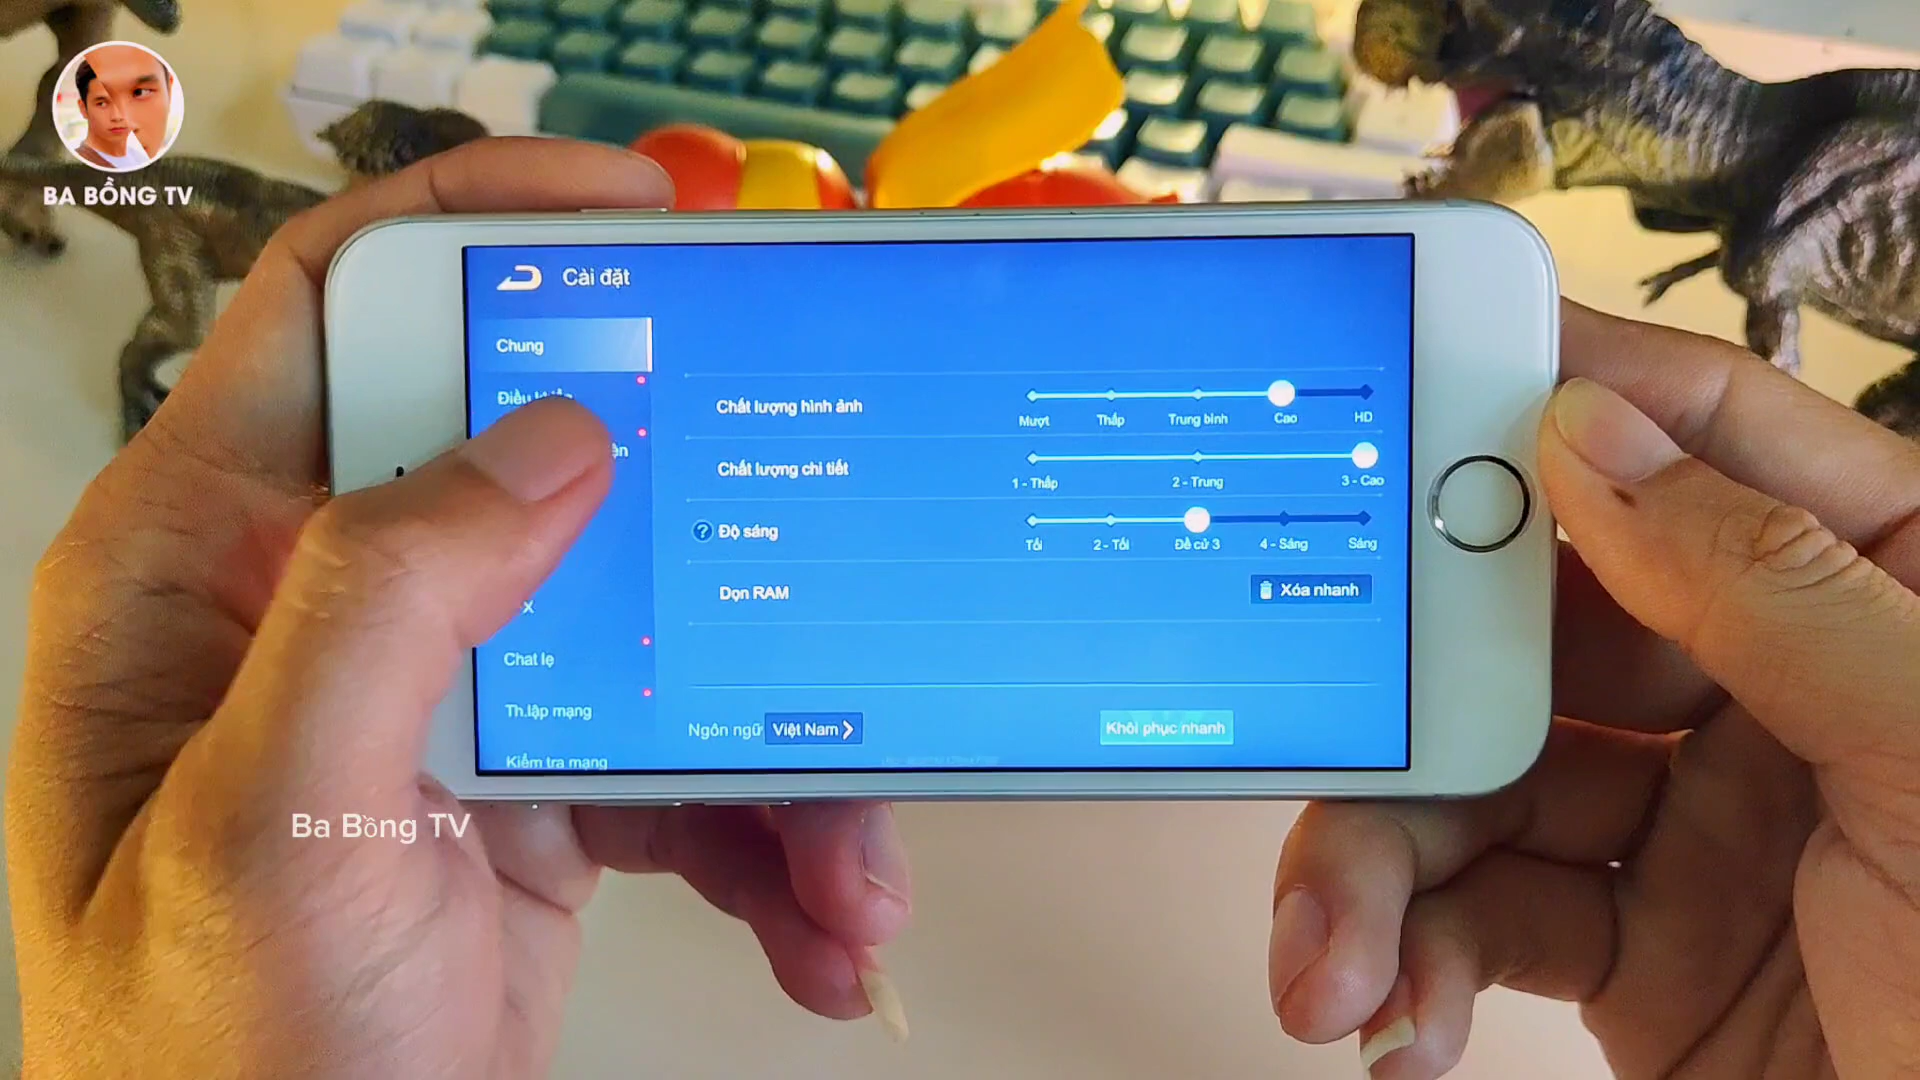 BA BỒNG TV
Cài đặt
Chung
Chất lượng hình ảnh
Mượt
Thấp
Trung bình
Cao
HD
Chất lượng chi tiết
1 - Thấp
2 - Trung
3 - Cao
? Độ sáng
Tối
2 - Tối
Đề cử 3
4 - Sáng
Sáng
Dọn RAM
Xóa nhanh
Chat lẹ
Th.lập mạng
Kiểm tra mạng
Ngôn ngữ
Việt Nam
Khôi phục nhanh
Ba Bồng TV